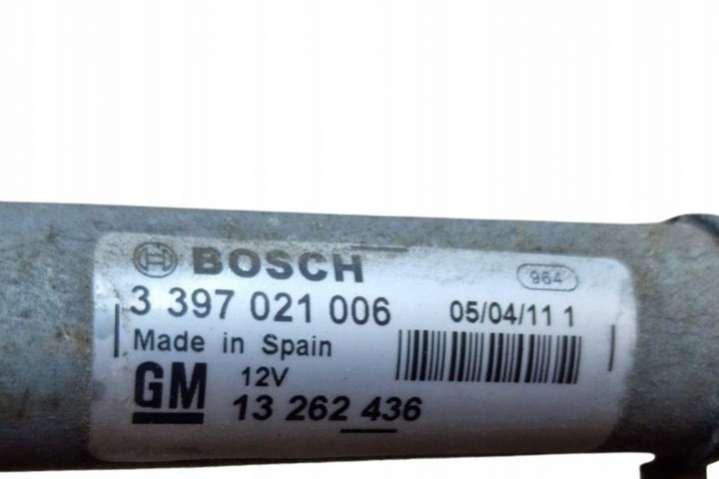 BOSCH 964
3 397 021 006 05/04/11 1
Made in Spain
GM 12V
13 262 436